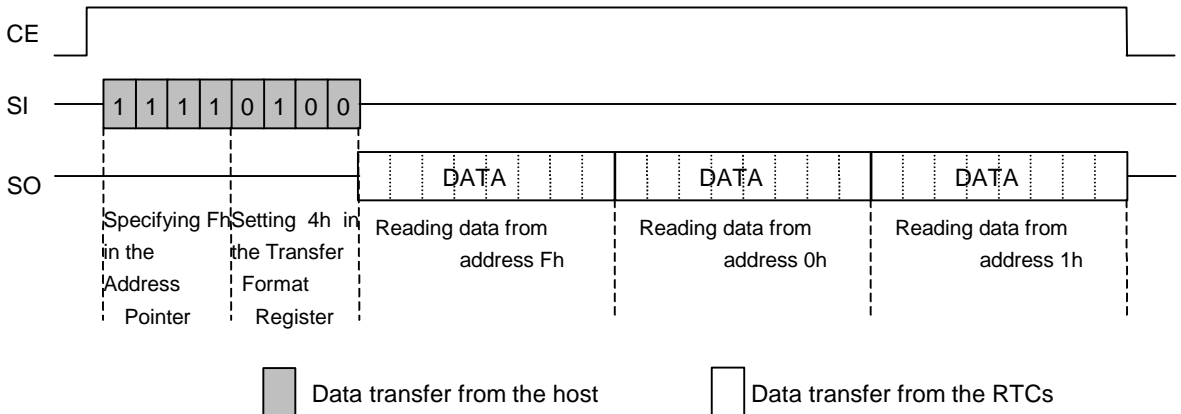 CE
SI 1 1 1 1 0 1 0 0
SO DATA DATA DATA
Specifying Fh
in the
Address
Pointer
Setting 4h in
the Transfer
Format
Register
Reading data from
address Fh
Reading data from
address 0h
Reading data from
address 1h
Data transfer from the host
Data transfer from the RTCs